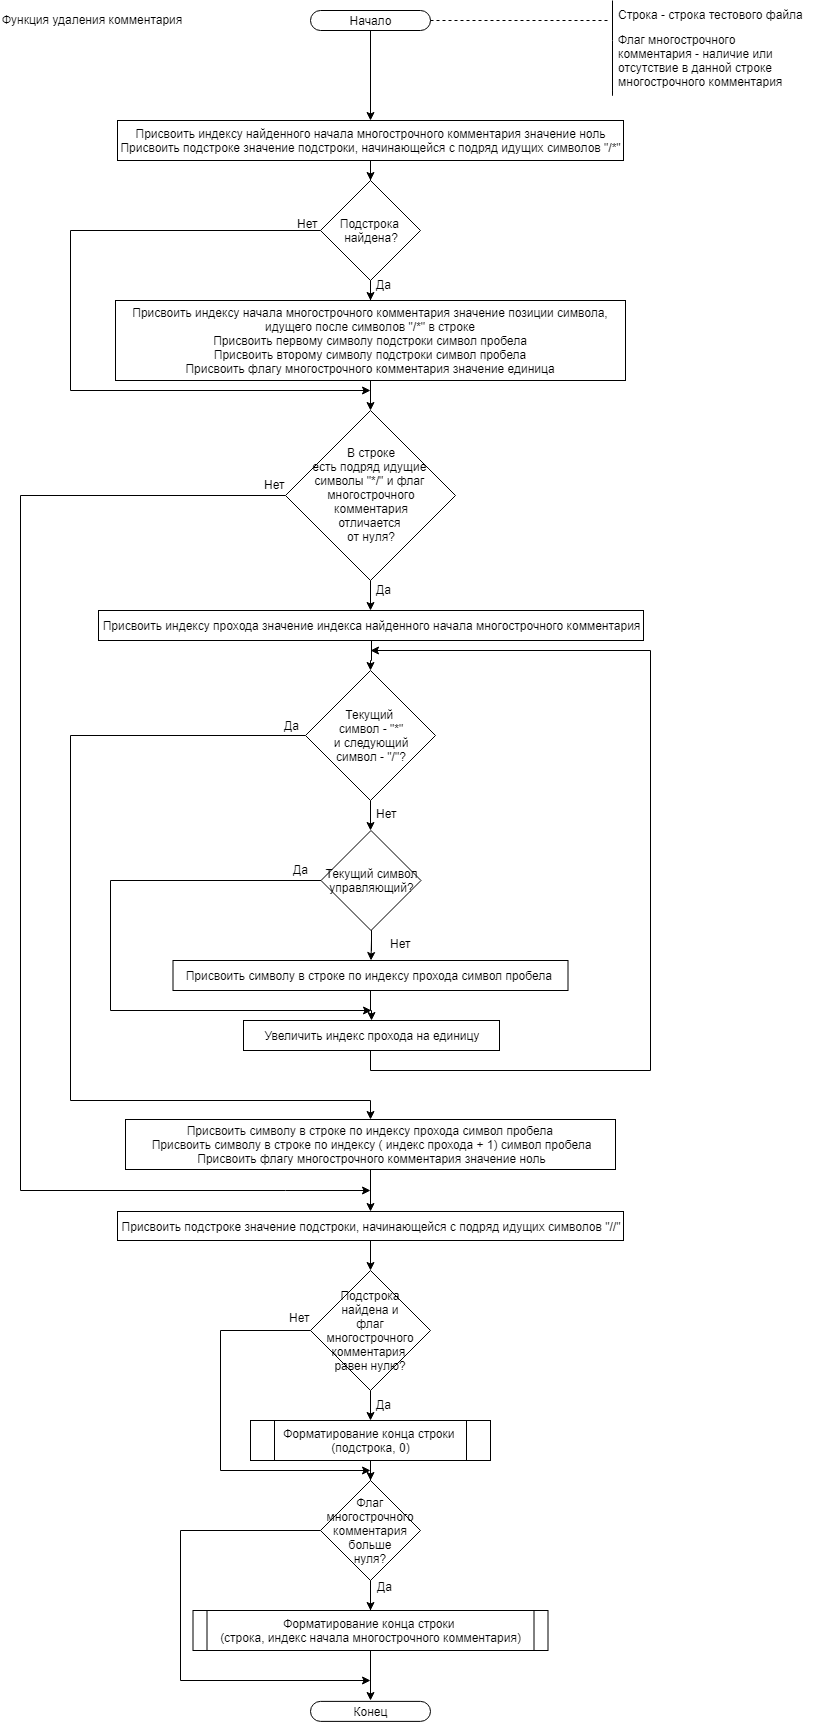 Функция удаления комментария
Начало
Строка - строка тестового файла
Флаг многострочного
комментария - наличие или
отсутствие в данной строке
многострочного комментария
Присвоить индексу найденного начала многострочного комментария значение ноль
Присвоить подстроке значение подстроки, начинающейся с подряд идущих символов "/*"
Нет
Подстрока
найдена?
Да
Присвоить индексу начала многострочного комментария значение позиции символа,
идущего после символов "/*" в строке
Присвоить первому символу подстроки символ пробела
Присвоить второму символу подстроки символ пробела
Присвоить флагу многострочного комментария значение единица
В строке
есть подряд идущие
символы "*/" и флаг
многострочного
комментария
отличается
от нуля?
Нет
Да
Присвоить индексу прохода значение индекса найденного начала многострочного комментария
Текущий
символ - "*"
и следующий
символ - "/"?
Да
Нет
Да
Текущий символ
управляющий?
Нет
Присвоить символу в строке по индексу прохода символ пробела
Увеличить индекс прохода на единицу
Присвоить символу в строке по индексу прохода символ пробела
Присвоить символу в строке по индексу ( индекс прохода + 1) символ пробела
Присвоить флагу многострочного комментария значение ноль
Присвоить подстроке значение подстроки, начинающейся с подряд идущих символов "//"
Подстрока
найдена и
флаг
многострочного
комментария
равен нулю?
Нет
Да
Форматирование конца строки
(подстрока, 0)
Флаг
многострочного
комментария
больше
нуля?
Да
Форматирование конца строки
(строка, индекс начала многострочного комментария)
Конец